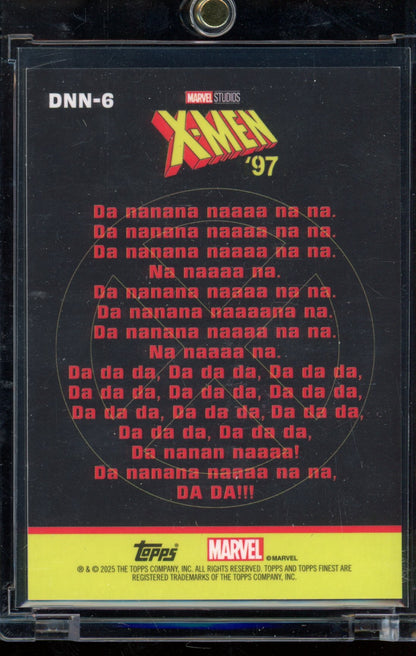 DNN-6
MARVEL STUDIOS
X-MEN
'97
Da nanana naaaa na na.
Da nanana naaaa na na.
Da nanana naaaa na na.
Na naaaa na.
Da nanana naaaa na na.
Da nanana naaaana na.
Da nanana naaaa na na.
Na naaaa na.
Da da da, Da da da, Da da da,
Da da da, Da da da, Da da da,
Da da da, Da da da, Da da da,
Da da da, Da da da,
Da nanan naaaa!
Da nanana naaaa na na,
DA DA!!!
Topps MARVEL © MARVEL
® & © 2025 THE TOPPS COMPANY, INC. ALL RIGHTS RESERVED. TOPPS AND TOPPS FINEST ARE
REGISTERED TRADEMARKS OF THE TOPPS COMPANY, INC.